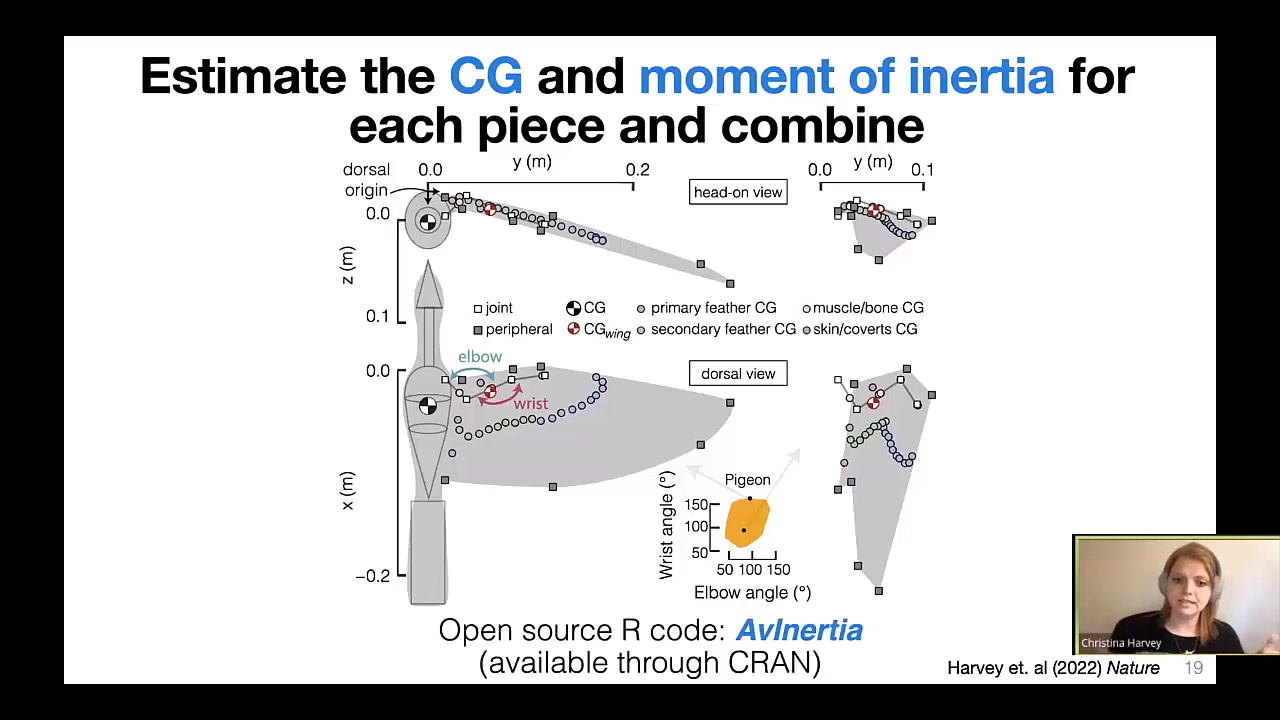 Estimate the CG and moment of inertia for
each piece and combine
dorsal
origin
0.0
y (m)
0.2
head-on view
0.0
y (m)
0.1
0.0
z (m)
0.1
joint
CG
primary feather CG
muscle/bone CG
peripheral
CGwing
secondary feather CG
skin/coverts CG
0.0
elbow
wrist
dorsal view
x (m)
−0.2
Pigeon
Wrist angle (°)
150
100
50
50 100 150
Elbow angle (°)
Open source R code: AvInertia
(available through CRAN)
Harvey et. al (2022) Nature 19
Christina Harvey